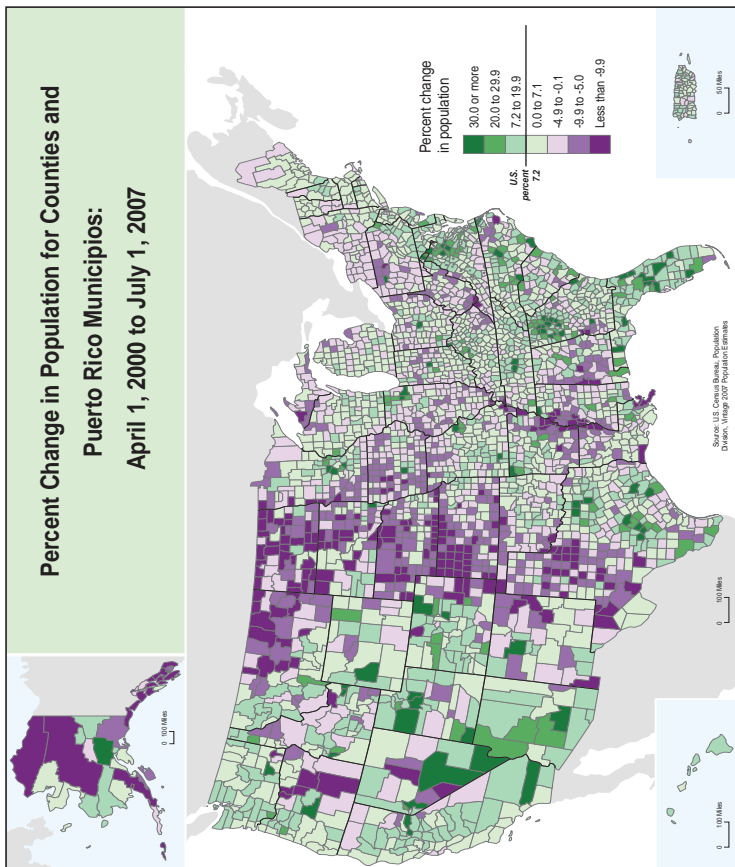 Percent Change in Population for Counties and
Puerto Rico Municipios:
April 1, 2000 to July 1, 2007
Percent change
in population
30.0 or more
20.0 to 29.9
7.2 to 19.9
U.S.
percent
7.2
0.0 to 7.1
-4.9 to -0.1
-9.9 to -5.0
Less than -9.9
0 100 Miles
0 100 Miles
0 100 Miles
0 50 Miles
Source: U.S. Census Bureau, Population
Division, Vintage 2007 Population Estimates